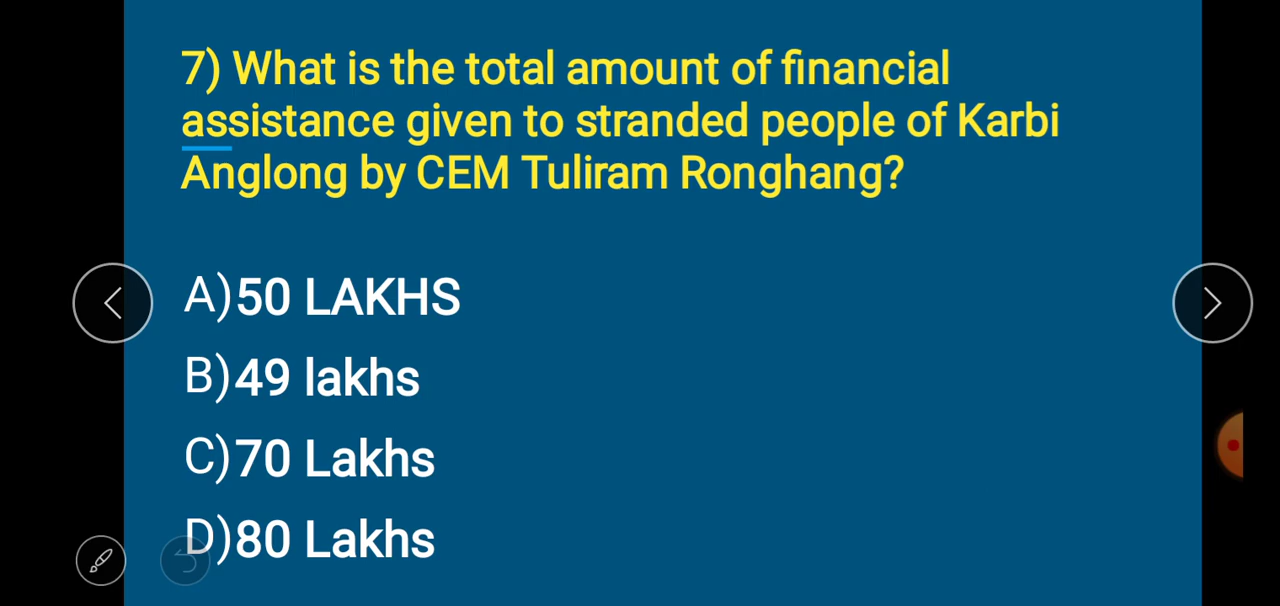 7) What is the total amount of financial
assistance given to stranded people of Karbi
Anglong by CEM Tuliram Ronghang?
A)50 LAKHS
B)49 lakhs
C)70 Lakhs
D)80 Lakhs